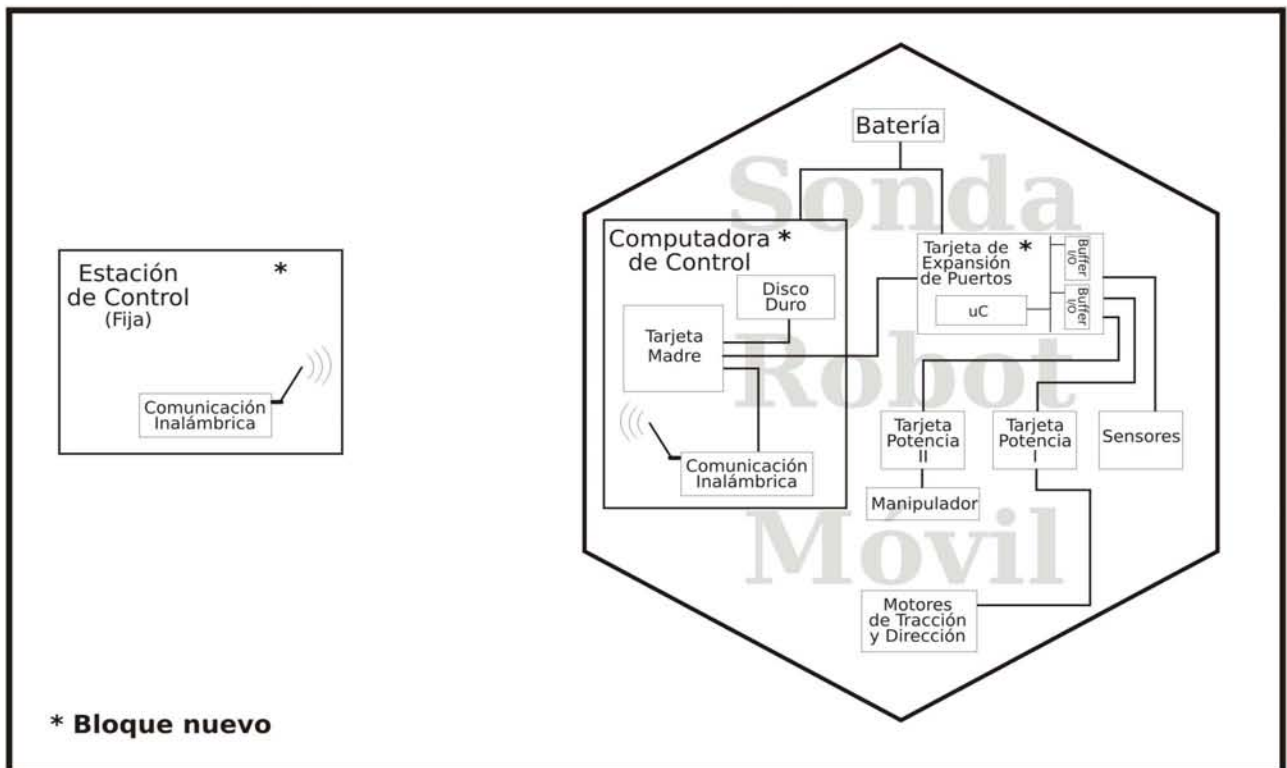 Estación *
de Control
(Fija)
Comunicación
Inalámbrica
Sonda
Robot
Móvil
Batería
Computadora *
de Control
Disco
Duro
Tarjeta
Madre
Comunicación
Inalámbrica
Tarjeta de *
Expansión
de Puertos
uC
Buffer
I/O
Buffer
I/O
Tarjeta
Potencia
II
Tarjeta
Potencia
I
Sensores
Manipulador
Motores
de Tracción
y Dirección
* Bloque nuevo